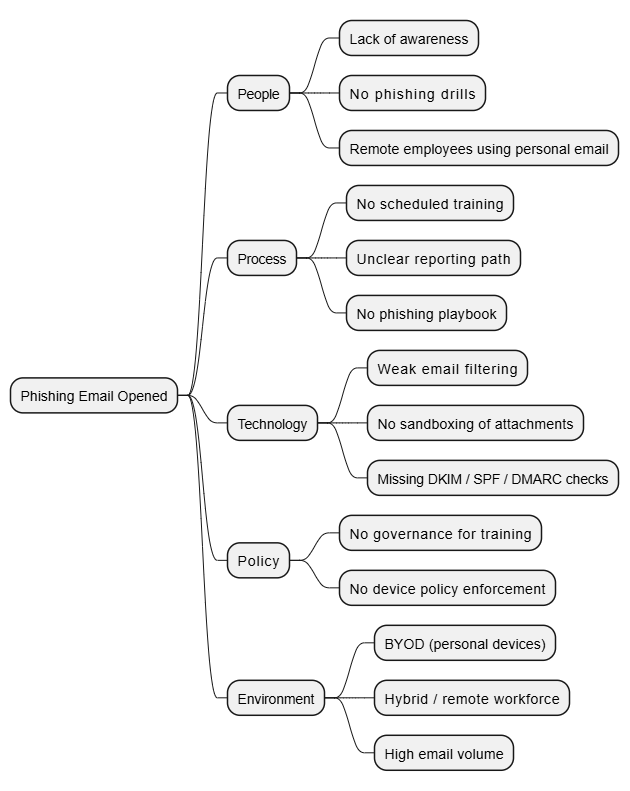 Phishing Email Opened
People
Lack of awareness
No phishing drills
Remote employees using personal email
Process
No scheduled training
Unclear reporting path
No phishing playbook
Technology
Weak email filtering
No sandboxing of attachments
Missing DKIM / SPF / DMARC checks
Policy
No governance for training
No device policy enforcement
Environment
BYOD (personal devices)
Hybrid / remote workforce
High email volume